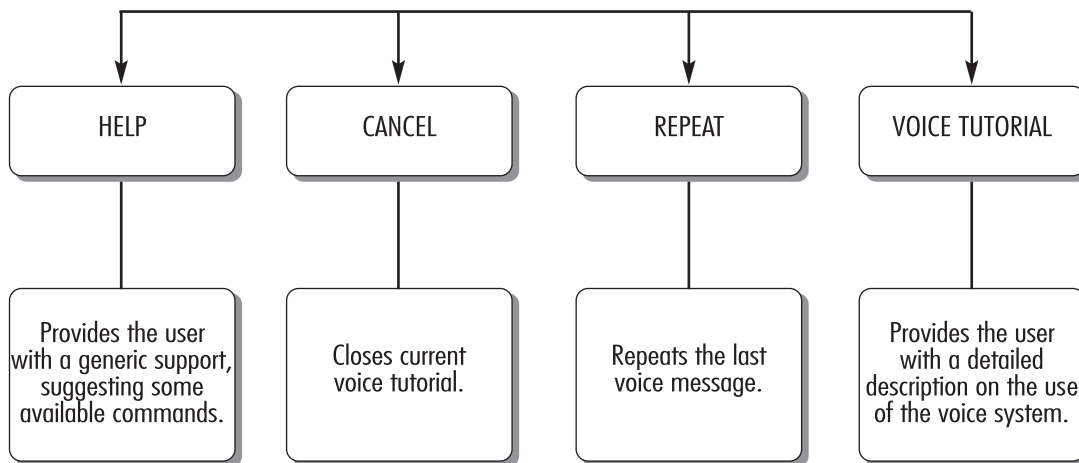 HELP
CANCEL
REPEAT
VOICE TUTORIAL
Provides the user
with a generic support,
suggesting some
available commands.
Closes current
voice tutorial.
Repeats the last
voice message.
Provides the user
with a detailed
description on the use
of the voice system.